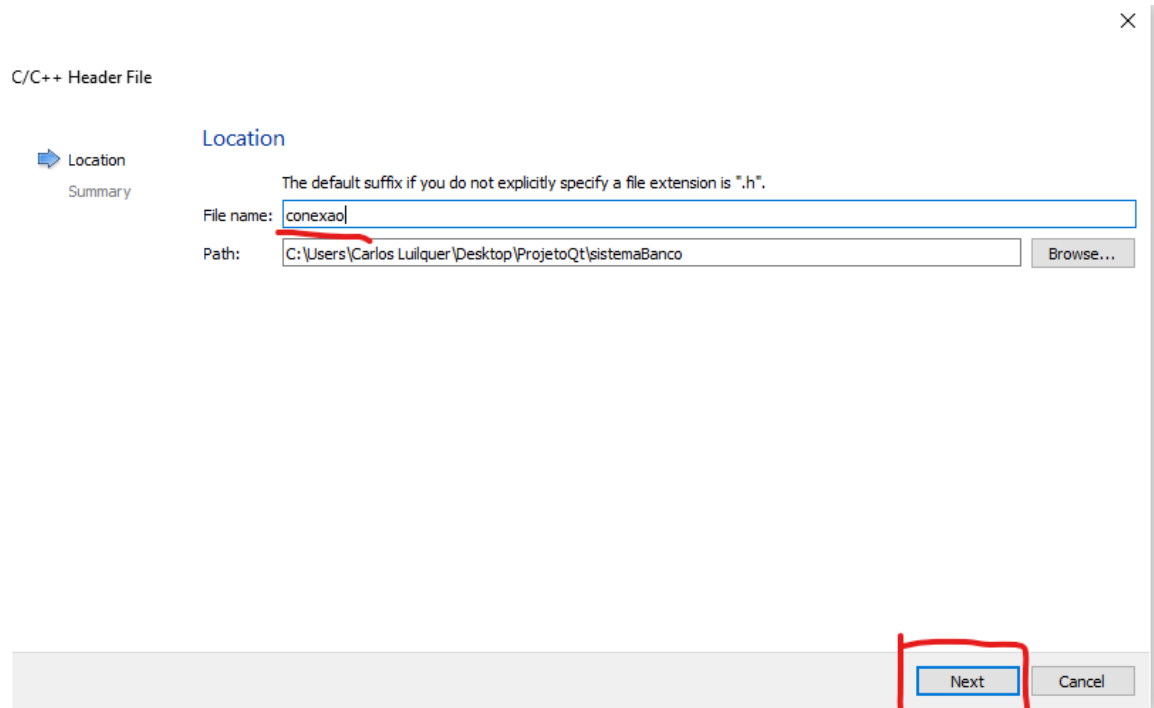 C/C++ Header File
Location
Location
Summary
The default suffix if you do not explicitly specify a file extension is ".h".
File name: conexao
Path: C:\Users\Carlos Luilquer\Desktop\ProjetoQt\sistemaBanco Browse...
Next Cancel